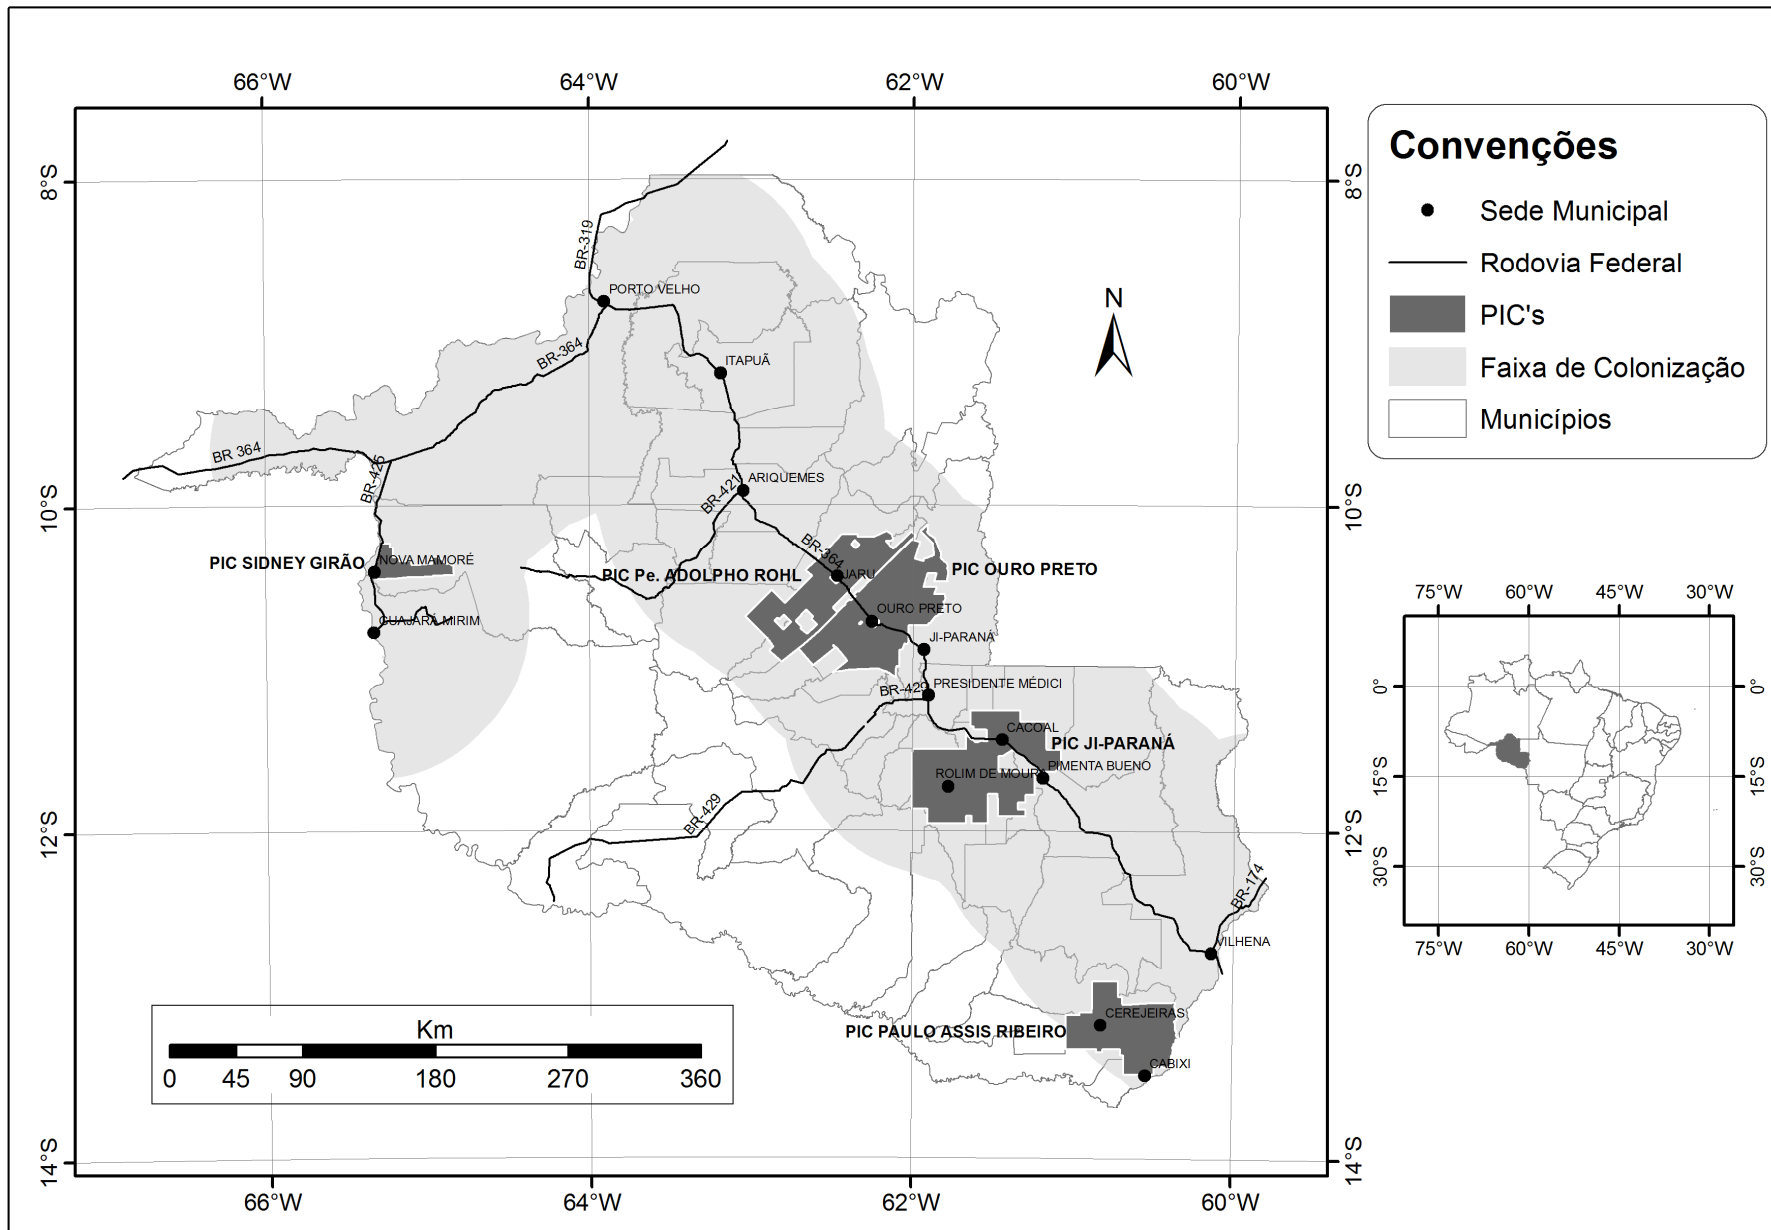 66°W
64°W
62°W
60°W
8°S
8°S
10°S
10°S
12°S
12°S
14°S
14°S
66°W
64°W
62°W
60°W
Convenções
Sede Municipal
Rodovia Federal
PIC's
Faixa de Colonização
Municípios
N
BR-319
PORTO VELHO
BR-364
ITAPUÃ
BR 364
BR-425
ARIQUEMES
BR-421
BR-364
PIC SIDNEY GIRÃO
NOVA MAMORÉ
PIC Pe. ADOLPHO ROHL
JARU
PIC OURO PRETO
OURO PRETO
GUAJARÁ MIRIM
JI-PARANÁ
BR-429
PRESIDENTE MÉDICI
CACOAL
PIC JI-PARANÁ
ROLIM DE MOURA
PIMENTA BUENO
BR-429
BR-174
VILHENA
CEREJEIRAS
PIC PAULO ASSIS RIBEIRO
CABIXI
Km
0 45 90 180 270 360
75°W 60°W 45°W 30°W
0°
0°
15°S
15°S
30°S
30°S
75°W 60°W 45°W 30°W